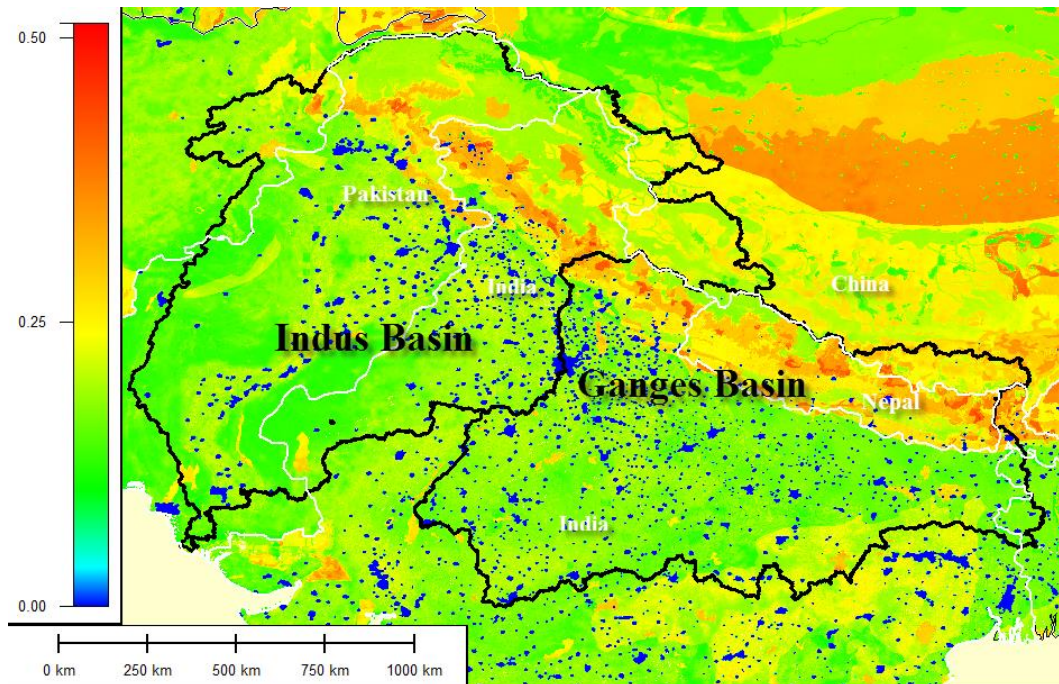 0.50
0.25
0.00
Pakistan
India
China
Indus Basin
Ganges Basin
Nepal
India
0 km
250 km
500 km
750 km
1000 km